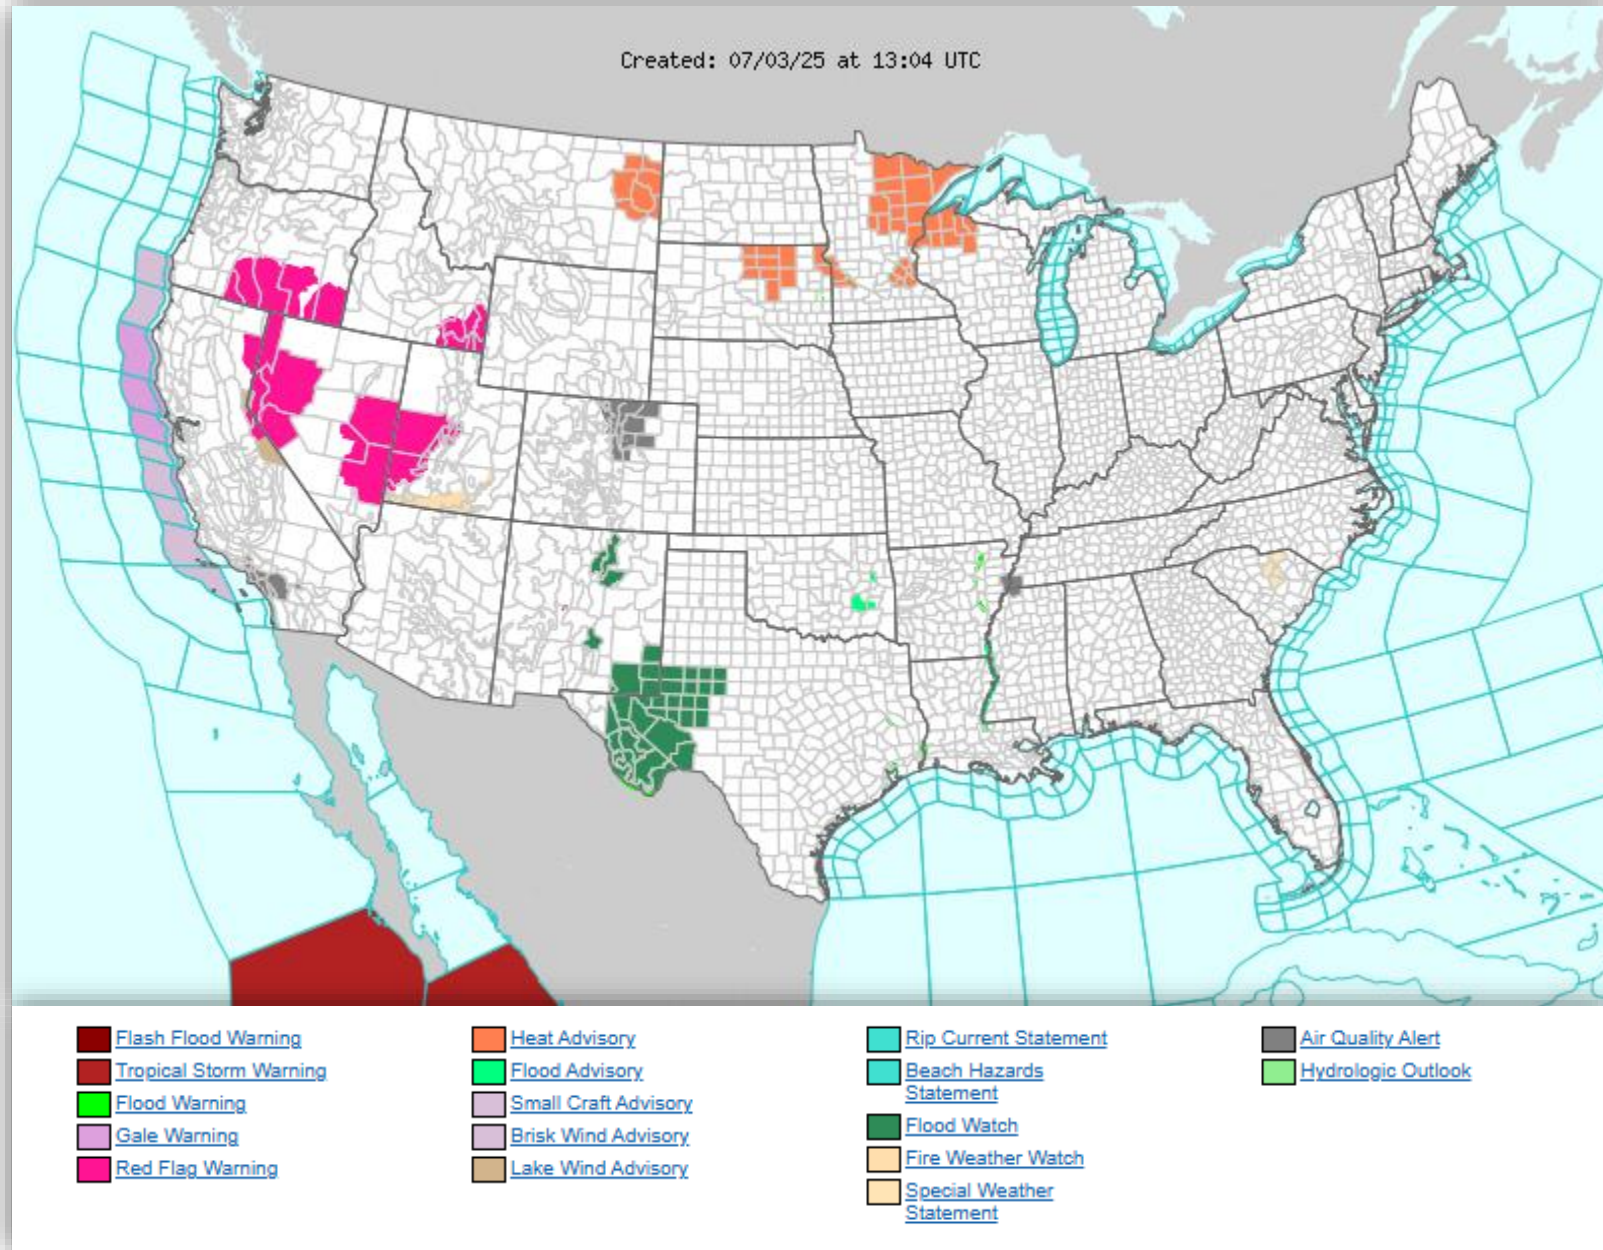 Created: 07/03/25 at 13:04 UTC
Flash Flood Warning
Tropical Storm Warning
Flood Warning
Gale Warning
Red Flag Warning
Heat Advisory
Flood Advisory
Small Craft Advisory
Brisk Wind Advisory
Lake Wind Advisory
Rip Current Statement
Beach Hazards
Statement
Flood Watch
Fire Weather Watch
Special Weather
Statement
Air Quality Alert
Hydrologic Outlook